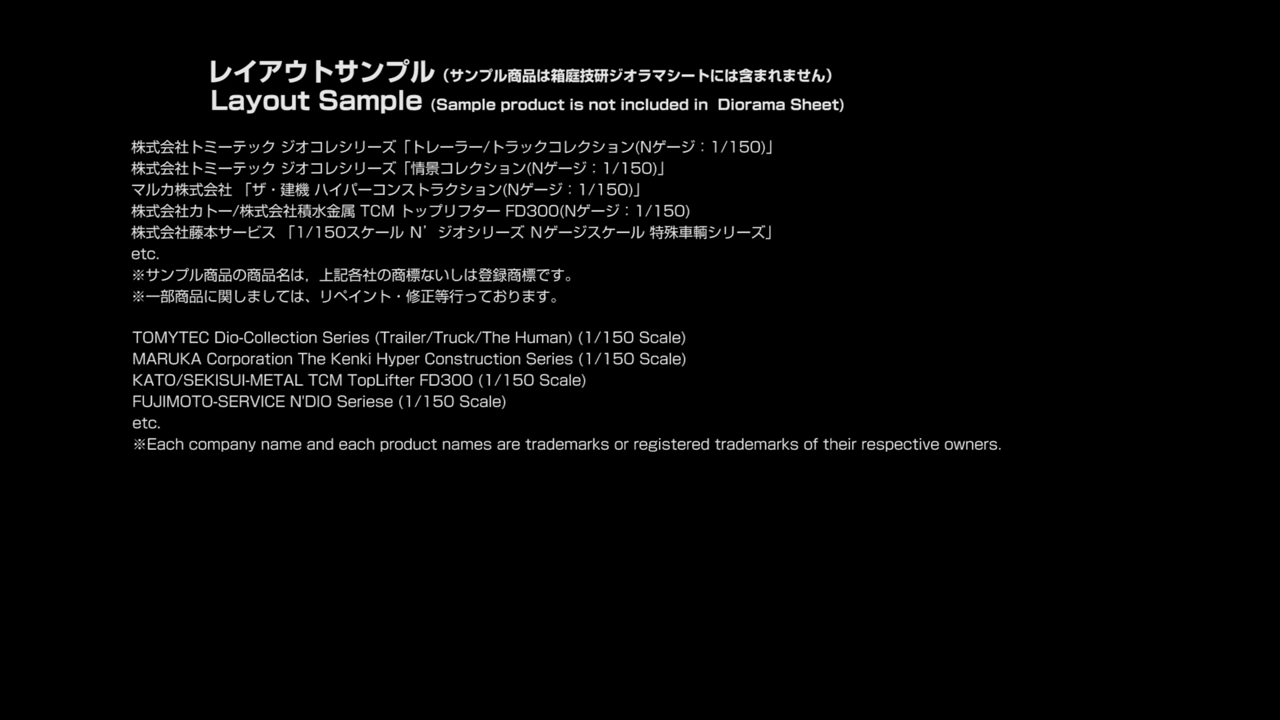 レイアウトサンプル（サンプル商品は箱庭技研ジオラマシートには含まれません）
Layout Sample (Sample product is not included in Diorama Sheet)
株式会社トミーテック ジオコレシリーズ「トレーラー/トラックコレクション(Nゲージ：1/150)」
株式会社トミーテック ジオコレシリーズ「情景コレクション(Nゲージ：1/150)」
マルカ株式会社 「ザ・建機 ハイパーコンストラクション(Nゲージ：1/150)」
株式会社カトー/株式会社積水金属 TCM トップリフター FD300(Nゲージ：1/150)
株式会社藤本サービス 「1/150スケール N’ジオシリーズ Nゲージスケール 特殊車輌シリーズ」
etc.
※サンプル商品の商品名は，上記各社の商標ないしは登録商標です。
※一部商品に関しましては、リペイント・修正等行っております。
TOMYTEC Dio-Collection Series (Trailer/Truck/The Human) (1/150 Scale)
MARUKA Corporation The Kenki Hyper Construction Series (1/150 Scale)
KATO/SEKISUI-METAL TCM TopLifter FD300 (1/150 Scale)
FUJIMOTO-SERVICE N'DIO Seriese (1/150 Scale)
etc.
※Each company name and each product names are trademarks or registered trademarks of their respective owners.